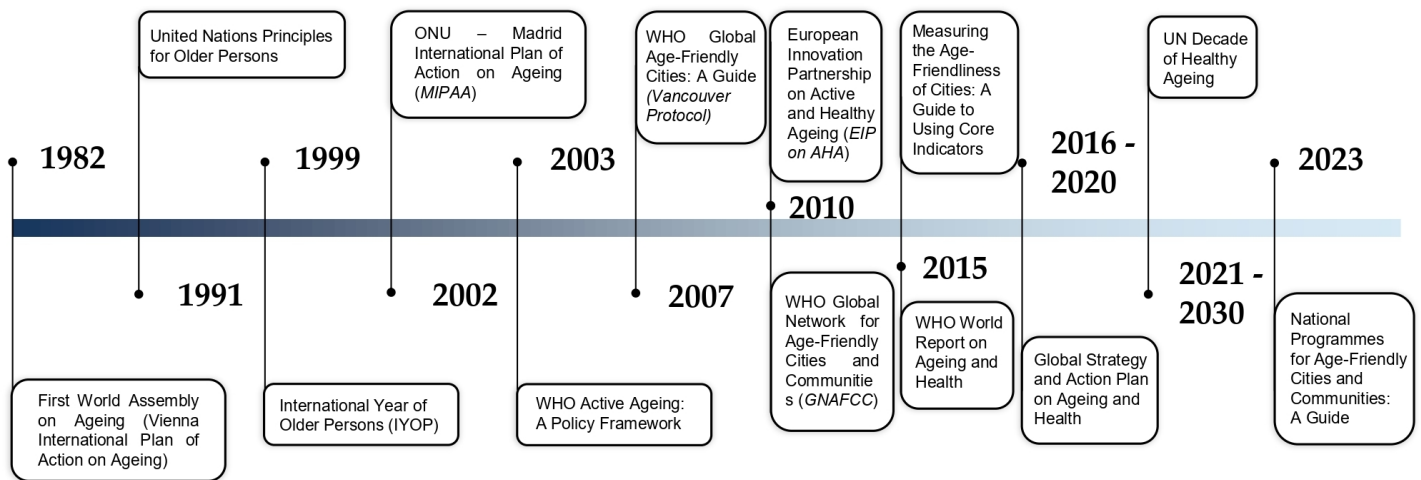 United Nations Principles
for Older Persons
ONU – Madrid
International Plan of
Action on Ageing
(MIPAA)
WHO Global
Age-Friendly
Cities: A Guide
(Vancouver
Protocol)
European
Innovation
Partnership
on Active
and Healthy
Ageing (EIP
on AHA)
Measuring
the Age-
Friendliness
of Cities: A
Guide to
Using Core
Indicators
UN Decade
of Healthy
Ageing
1982
1999
2003
2010
2016 -
2020
2023
1991
2002
2007
2015
2021 -
2030
First World Assembly
on Ageing (Vienna
International Plan of
Action on Ageing)
International Year of
Older Persons (IYOP)
WHO Active Ageing:
A Policy Framework
WHO Global
Network for
Age-Friendly
Cities and
Communitie
s (GNAFCC)
WHO World
Report on
Ageing and
Health
Global Strategy
and Action Plan
on Ageing and
Health
National
Programmes
for Age-Friendly
Cities and
Communities:
A Guide